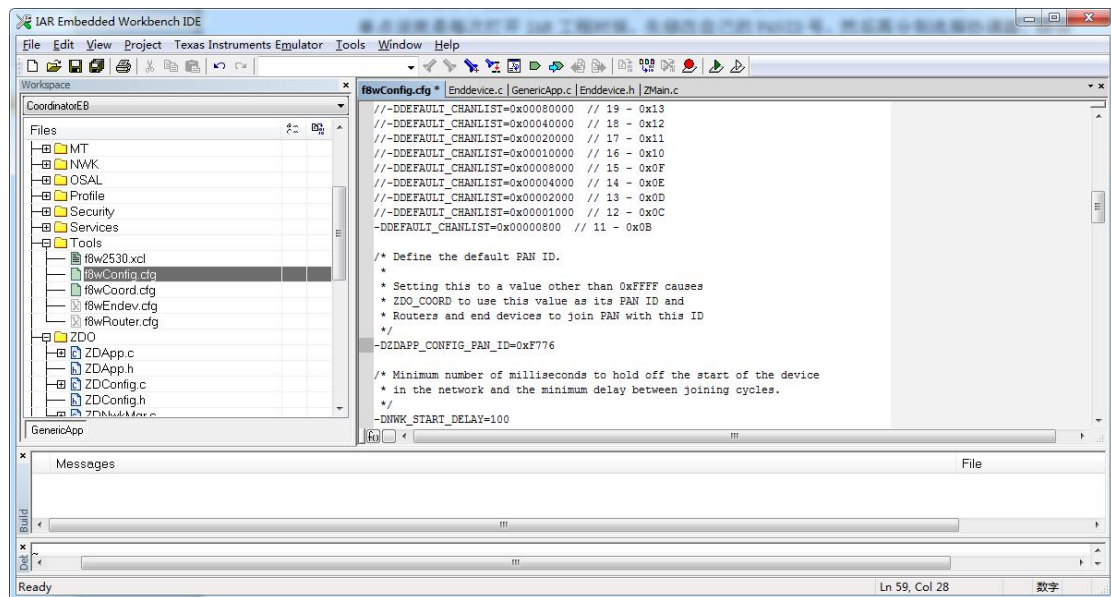 IAR Embedded Workbench IDE
File Edit View Project Texas Instruments Emulator Tools Window Help
Workspace
CoordinatorEB
Files
MT
NWK
OSAL
Profile
Security
Services
Tools
f8w2530.xcl
f8wConfig.cfg
f8wCoord.cfg
f8wEndev.cfg
f8wRouter.cfg
ZDO
ZDApp.c
ZDApp.h
ZDConfig.c
ZDConfig.h
ZDNwkMgr.c
GenericApp
f8wConfig.cfg * Enddevice.c GenericApp.c Enddevice.h ZMain.c
//-DDEFAULT_CHANLIST=0x00080000 // 19 - 0x13
//-DDEFAULT_CHANLIST=0x00040000 // 18 - 0x12
//-DDEFAULT_CHANLIST=0x00020000 // 17 - 0x11
//-DDEFAULT_CHANLIST=0x00010000 // 16 - 0x10
//-DDEFAULT_CHANLIST=0x00008000 // 15 - 0x0F
//-DDEFAULT_CHANLIST=0x00004000 // 14 - 0x0E
//-DDEFAULT_CHANLIST=0x00002000 // 13 - 0x0D
//-DDEFAULT_CHANLIST=0x00001000 // 12 - 0x0C
-DDEFAULT_CHANLIST=0x00000800 // 11 - 0x0B
/* Define the default PAN ID.
*
* Setting this to a value other than 0xFFFF causes
* ZDO_COORD to use this value as its PAN ID and
* Routers and end devices to join PAN with this ID
*/
-DZDAPP_CONFIG_PAN_ID=0xF776
/* Minimum number of milliseconds to hold off the start of the device
* in the network and the minimum delay between joining cycles.
*/
-DNWK_START_DELAY=100
Messages File
Build
Ready Ln 59, Col 28 数字